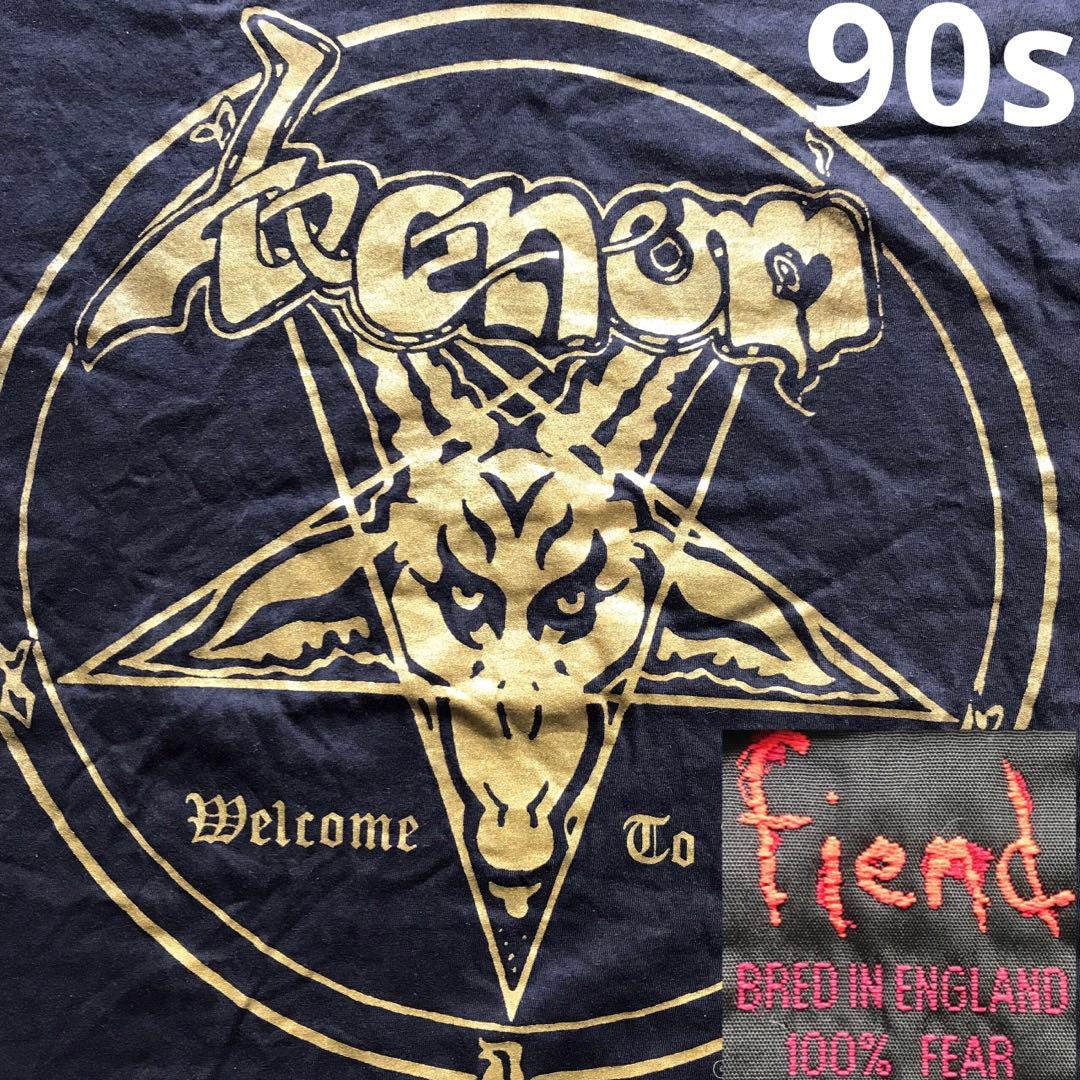 90s
Venom
Welcome To
fiend
BRED IN ENGLAND
100% FEAR